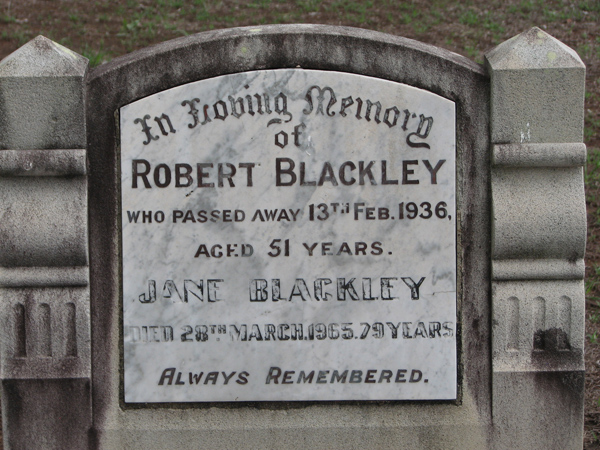 In Loving Memory
of
ROBERT BLACKLEY
WHO PASSED AWAY 13TH FEB. 1936,
AGED 51 YEARS.
JANE BLACKLEY
DIED 28TH MARCH.1965.79 YEARS
ALWAYS REMEMBERED.